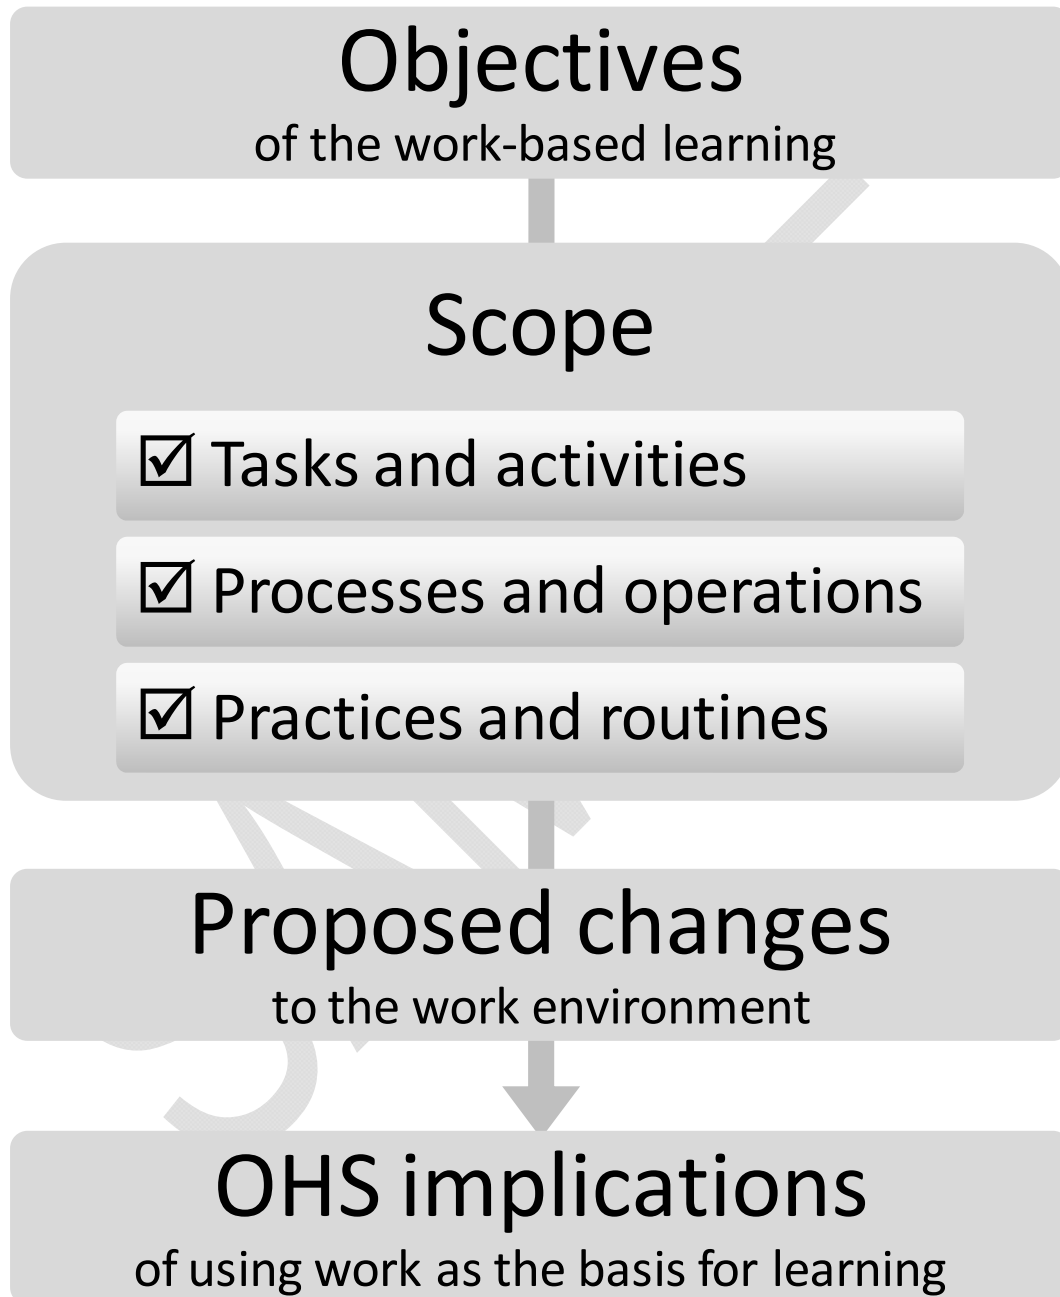 Objectives
of the work-based learning
Scope
☑ Tasks and activities
☑ Processes and operations
☑ Practices and routines
Proposed changes
to the work environment
OHS implications
of using work as the basis for learning